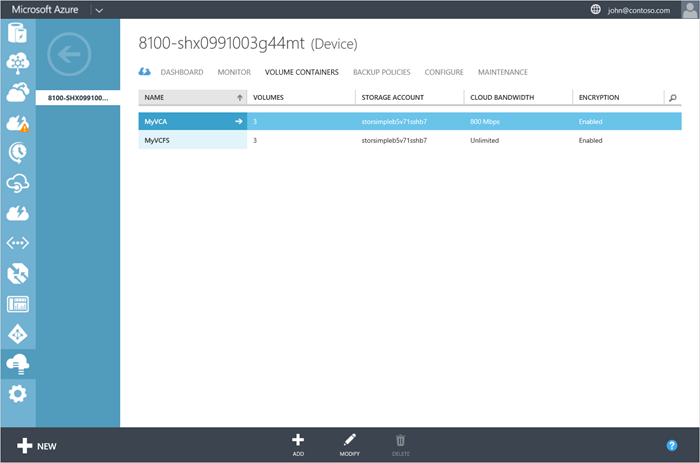 Microsoft Azure
john@contoso.com
8100-shx0991003g44mt (Device)
DASHBOARD MONITOR VOLUME CONTAINERS BACKUP POLICIES CONFIGURE MAINTENANCE
8100-SHX099100...
NAME VOLUMES STORAGE ACCOUNT CLOUD BANDWIDTH ENCRYPTION
MyVCA 3 storsimpleb5v71sshb7 800 Mbps Enabled
MyVCFS 3 storsimpleb5v71sshb7 Unlimited Enabled
NEW
ADD MODIFY DELETE
?